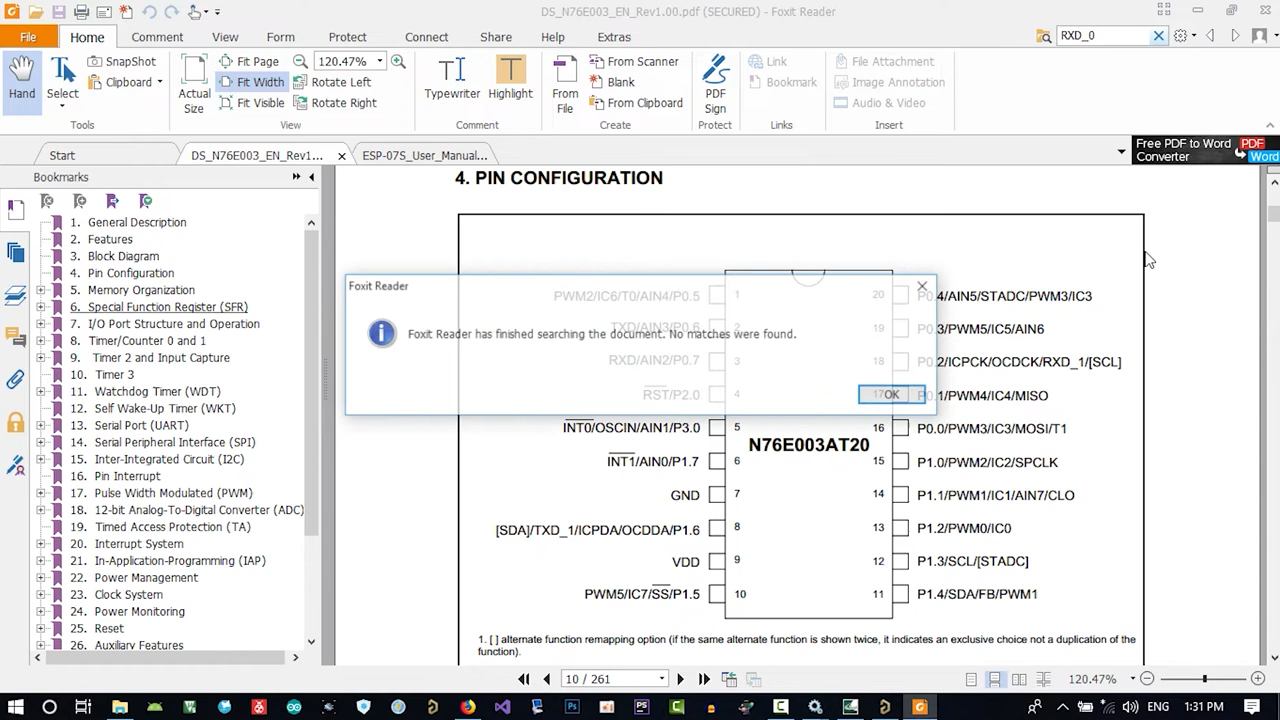 DS_N76E003_EN_Rev1.00.pdf (SECURED) - Foxit Reader
File
Home
Comment
View
Form
Protect
Connect
Share
Help
Extras
RXD_0
Hand
Select
SnapShot
Clipboard
Tools
Actual
Size
Fit Page
Fit Width
Fit Visible
120.47%
Rotate Left
Rotate Right
View
Typewriter
Highlight
Comment
From
File
From Scanner
Blank
From Clipboard
Create
PDF
Sign
Protect
Link
Bookmark
Links
File Attachment
Image Annotation
Audio & Video
Insert
Start
DS_N76E003_EN_Rev1...
ESP-07S_User_Manual...
Free PDF to Word
Converter
PDF
Word
Bookmarks
1. General Description
2. Features
3. Block Diagram
4. Pin Configuration
5. Memory Organization
6. Special Function Register (SFR)
7. I/O Port Structure and Operation
8. Timer/Counter 0 and 1
9. Timer 2 and Input Capture
10. Timer 3
11. Watchdog Timer (WDT)
12. Self Wake-Up Timer (WKT)
13. Serial Port (UART)
14. Serial Peripheral Interface (SPI)
15. Inter-Integrated Circuit (I2C)
16. Pin Interrupt
17. Pulse Width Modulated (PWM)
18. 12-bit Analog-To-Digital Converter (ADC)
19. Timed Access Protection (TA)
20. Interrupt System
21. In-Application-Programming (IAP)
22. Power Management
23. Clock System
24. Power Monitoring
25. Reset
26. Auxiliary Features
4. PIN CONFIGURATION
Foxit Reader
Foxit Reader has finished searching the document. No matches were found.
OK
PWM2/IC6/T0/AIN4/P0.5 1 20 P0.4/AIN5/STADC/PWM3/IC3
TXD/AIN3/P0.6 2 19 P0.3/PWM5/IC5/AIN6
RXD/AIN2/P0.7 3 18 P0.2/ICPCK/OCDCK/RXD_1/[SCL]
RST/P2.0 4 17 P0.1/PWM4/IC4/MISO
INT0/OSCIN/AIN1/P3.0 5 16 P0.0/PWM3/IC3/MOSI/T1
N76E003AT20
INT1/AIN0/P1.7 6 15 P1.0/PWM2/IC2/SPCLK
GND 7 14 P1.1/PWM1/IC1/AIN7/CLO
[SDA]/TXD_1/ICPDA/OCDDA/P1.6 8 13 P1.2/PWM0/IC0
VDD 9 12 P1.3/SCL/[STADC]
PWM5/IC7/SS/P1.5 10 11 P1.4/SDA/FB/PWM1
1. [ ] alternate function remapping option (if the same alternate function is shown twice, it indicates an exclusive choice not a duplication of the
function).
10 / 261
120.47%
ENG
1:31 PM